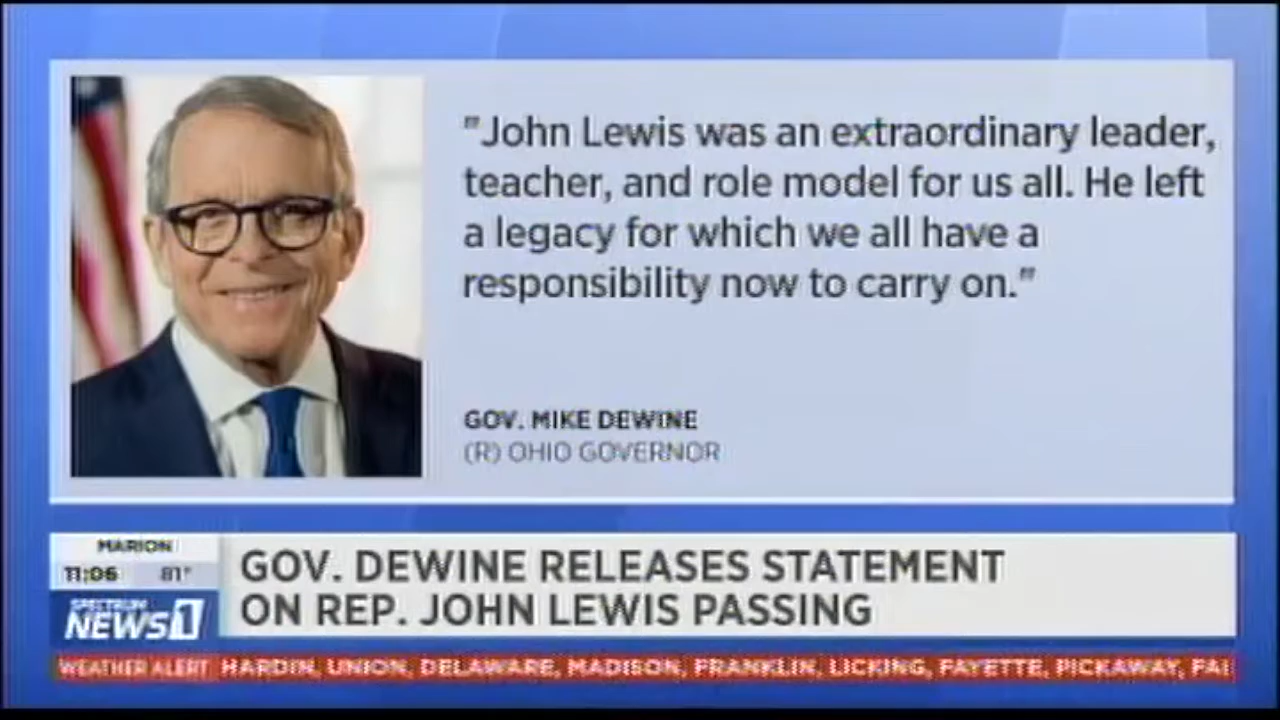 "John Lewis was an extraordinary leader,
teacher, and role model for us all. He left
a legacy for which we all have a
responsibility now to carry on."
GOV. MIKE DEWINE
(R) OHIO GOVERNOR
MARION
11:06 81°
SPECTRUM
NEWS 1
GOV. DEWINE RELEASES STATEMENT
ON REP. JOHN LEWIS PASSING
WEATHER ALERT HARDIN, UNION, DELAWARE, MADISON, FRANKLIN, LICKING, FAYETTE, PICKAWAY,